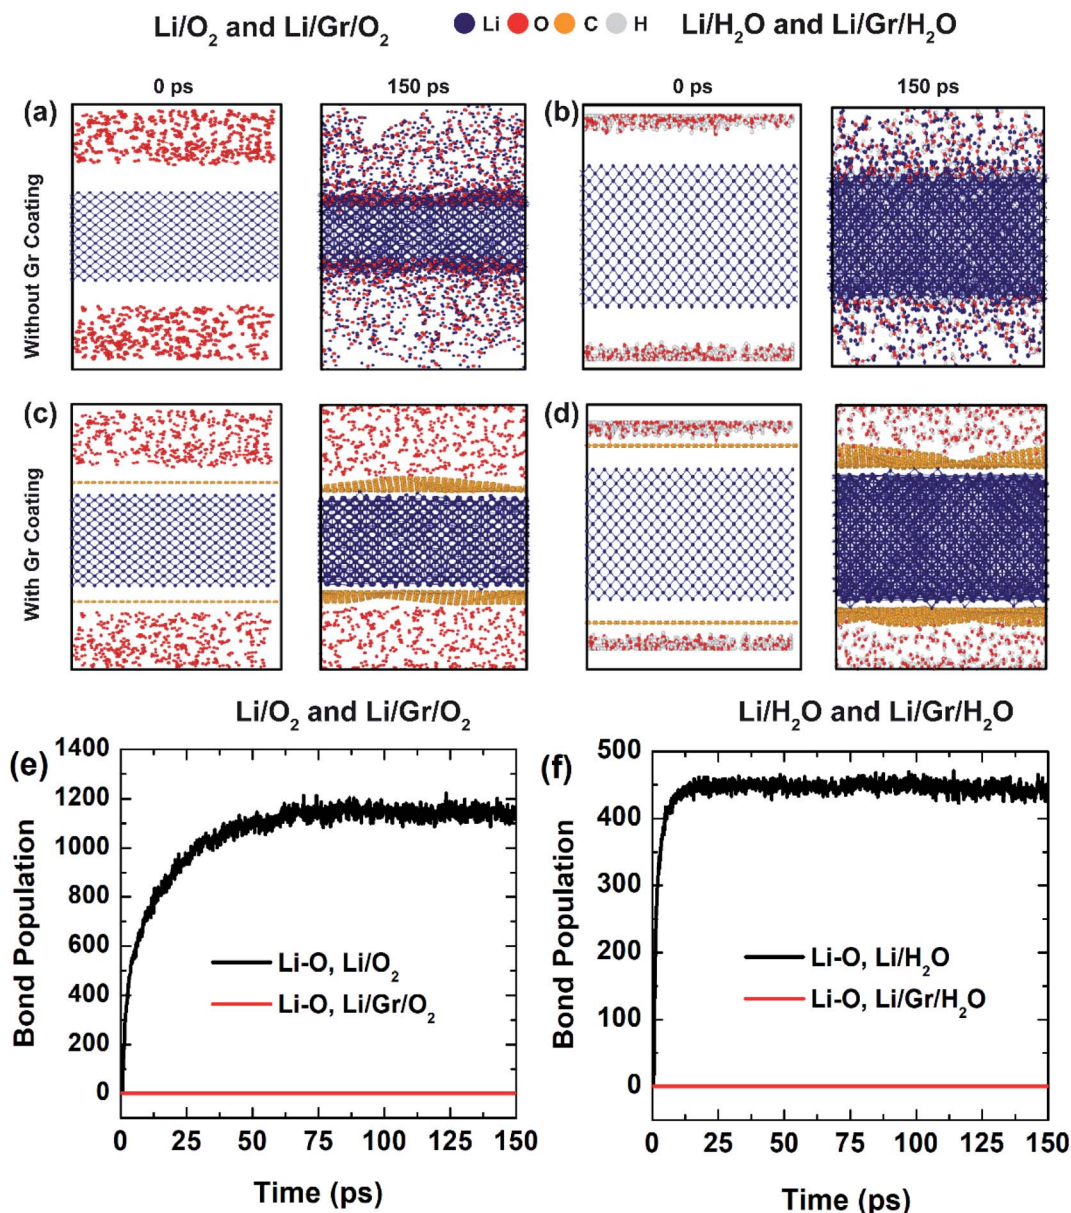 Li/O₂ and Li/Gr/O₂
Li O C H
Li/H₂O and Li/Gr/H₂O
0 ps
150 ps
0 ps
150 ps
(a)
(b)
Without Gr Coating
(c)
(d)
With Gr Coating
Li/O₂ and Li/Gr/O₂
Li/H₂O and Li/Gr/H₂O
(e)
1400
1200
1000
800
600
400
200
0
Bond Population
Li-O, Li/O₂
Li-O, Li/Gr/O₂
0 25 50 75 100 125 150
Time (ps)
(f)
500
400
300
200
100
0
Bond Population
Li-O, Li/H₂O
Li-O, Li/Gr/H₂O
0 25 50 75 100 125 150
Time (ps)